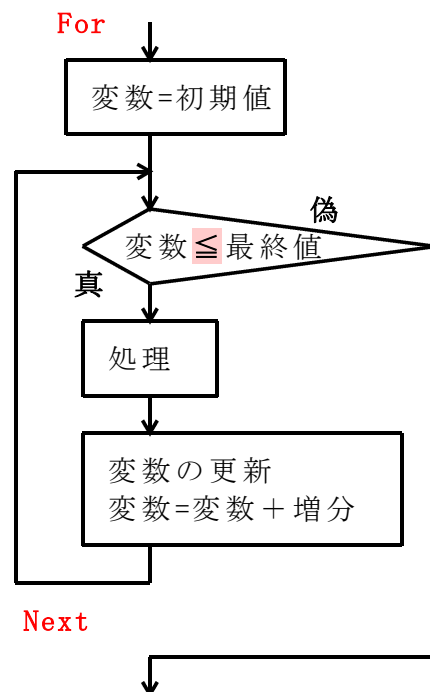 For
変数=初期値
偽
変数≦最終値
真
処理
変数の更新
変数=変数＋増分
Next